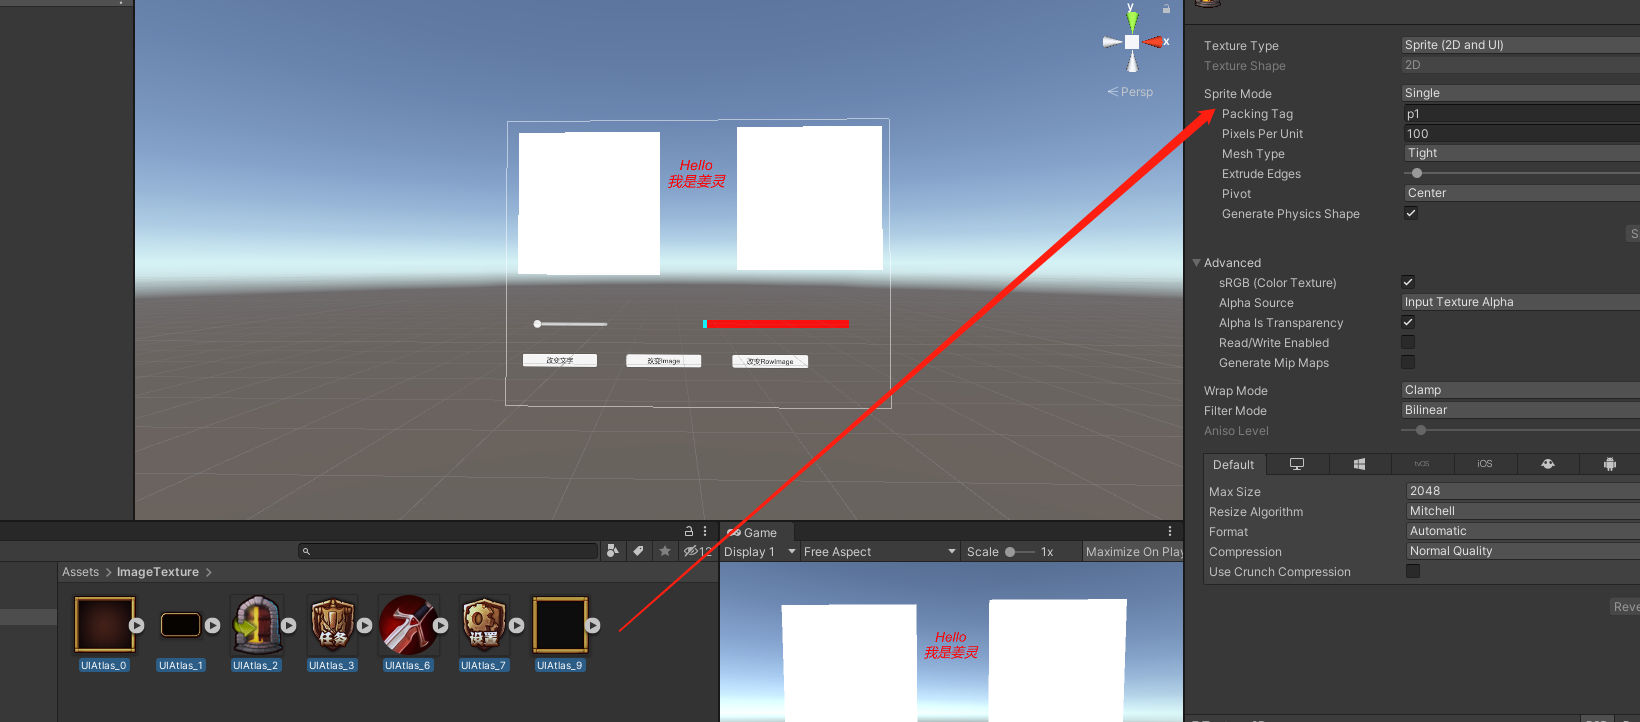 y
x
Persp
Hello
我是姜灵
改变文字
改变Image
改变RowImage
Texture Type
Sprite (2D and UI)
Texture Shape
2D
Sprite Mode
Single
Packing Tag
p1
Pixels Per Unit
100
Mesh Type
Tight
Extrude Edges
Pivot
Center
Generate Physics Shape
S
Advanced
sRGB (Color Texture)
Alpha Source
Input Texture Alpha
Alpha Is Transparency
Read/Write Enabled
Generate Mip Maps
Wrap Mode
Clamp
Filter Mode
Bilinear
Aniso Level
Default
tvOS
iOS
Max Size
2048
Resize Algorithm
Mitchell
Format
Automatic
Compression
Normal Quality
Use Crunch Compression
Reve
12
Assets
ImageTexture
任务
设置
UIAtlas_0
UIAtlas_1
UIAtlas_2
UIAtlas_3
UIAtlas_6
UIAtlas_7
UIAtlas_9
Game
Display 1
Free Aspect
Scale
1x
Maximize On Play
Hello
我是姜灵